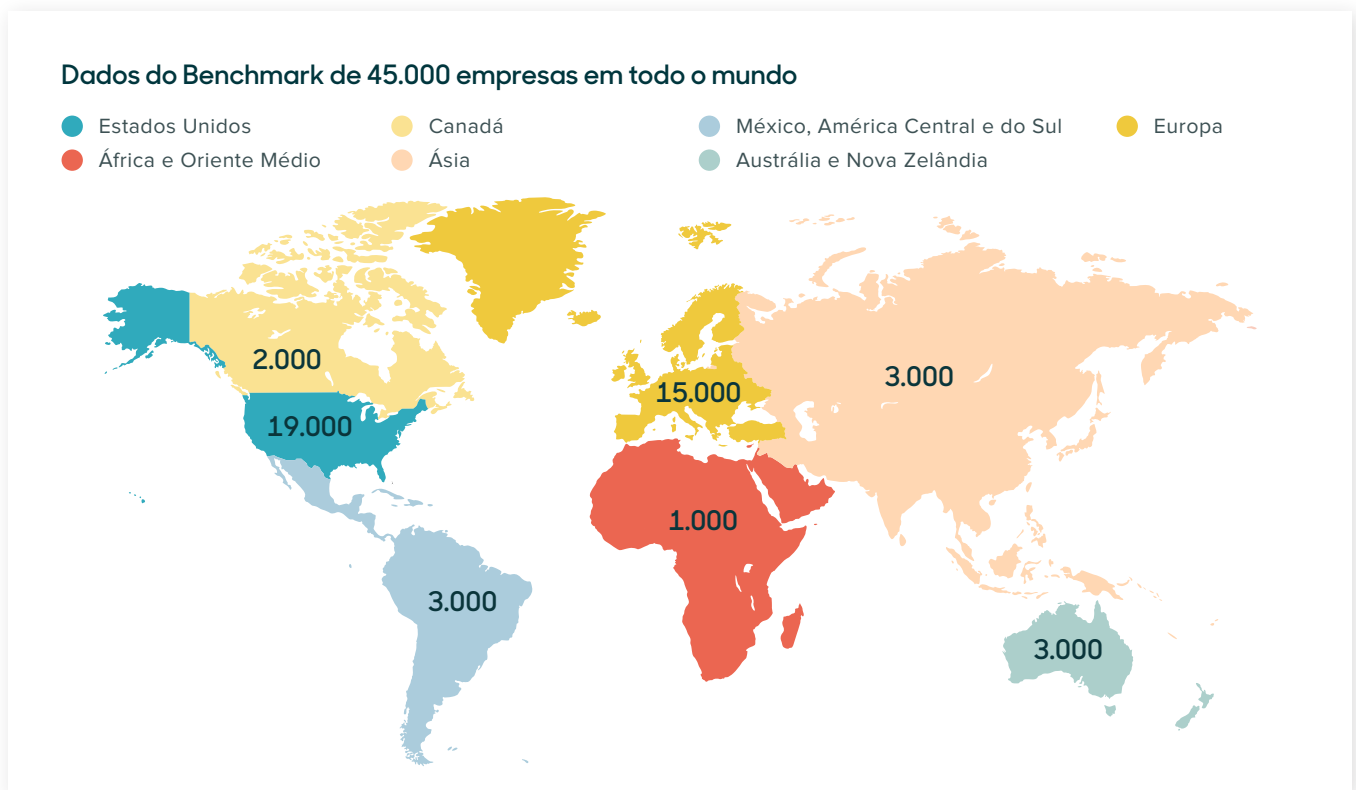 Dados do Benchmark de 45.000 empresas em todo o mundo
Estados Unidos
Canadá
México, América Central e do Sul
Europa
África e Oriente Médio
Ásia
Austrália e Nova Zelândia
2.000
3.000
15.000
19.000
1.000
3.000
3.000